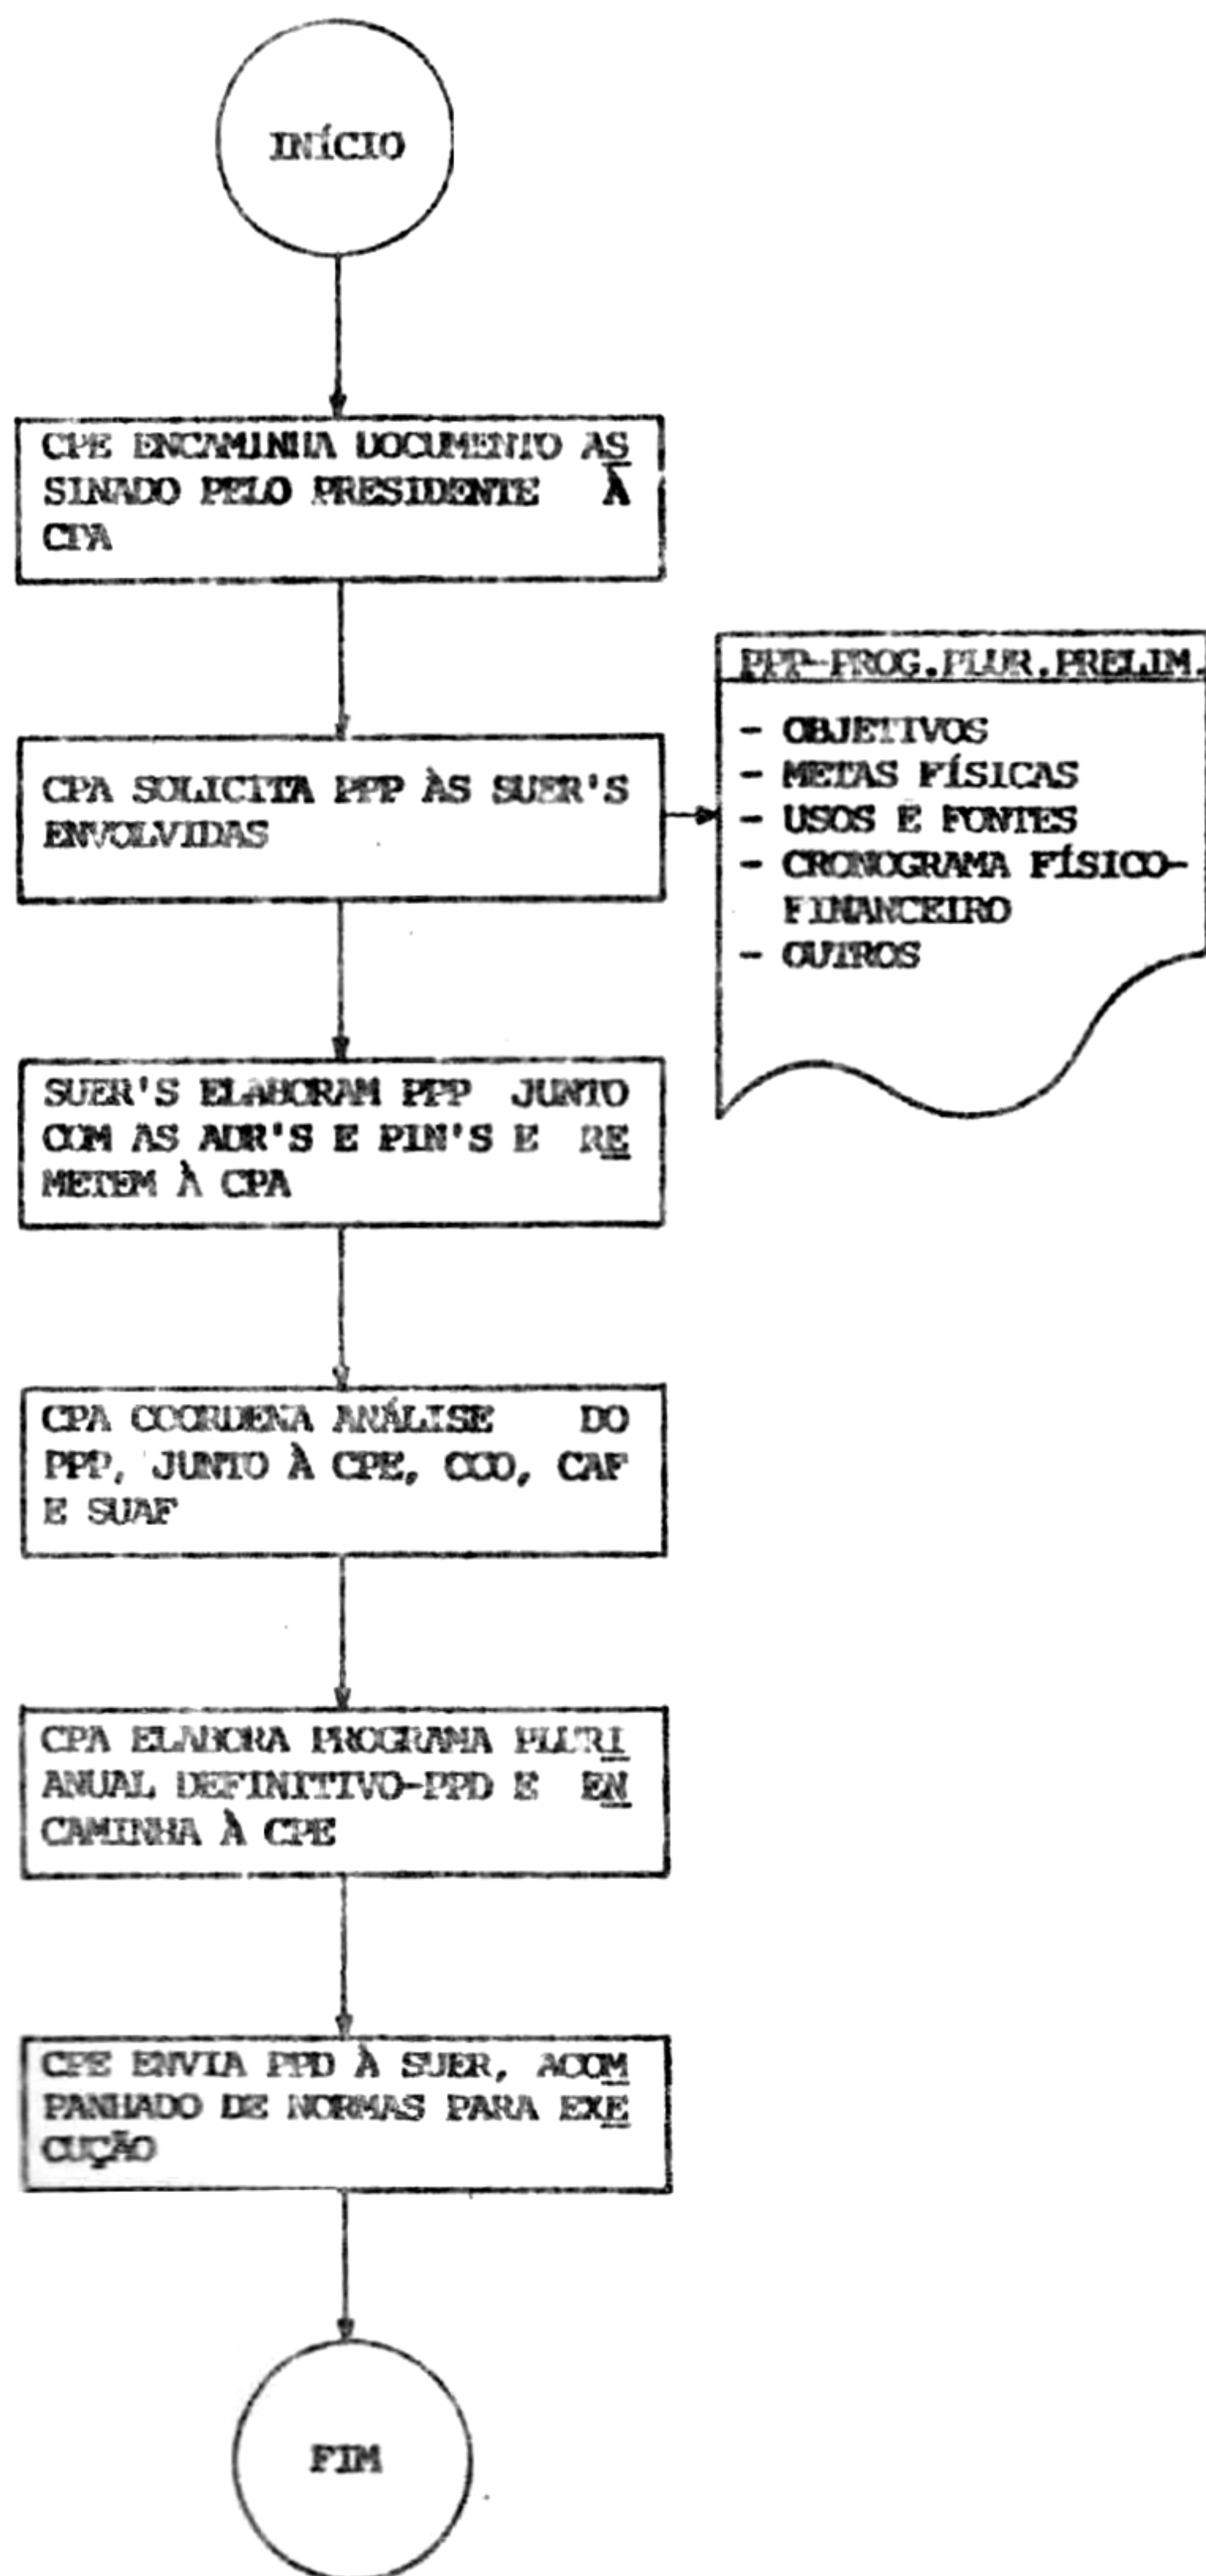 INÍCIO
CPE ENCAMINHA DOCUMENTO AS
SINADO PELO PRESIDENTE À
CPA
PPP-PROG.PLUR.PRELIM.
- OBJETIVOS
- METAS FÍSICAS
- USOS E FONTES
- CRONOGRAMA FÍSICO-
FINANCEIRO
- OUTROS
CPA SOLICITA PPP ÀS SUER'S
ENVOLVIDAS
SUER'S ELABORAM PPP JUNTO
COM AS ADR'S E PIN'S E RE
METEM À CPA
CPA COORDENA ANÁLISE DO
PPP, JUNTO À CPE, CCO, CAF
E SUAF
CPA ELABORA PROGRAMA PLURI
ANUAL DEFINITIVO-PPD E EN
CAMINHA À CPE
CPE ENVIA PPD À SUER, ACOM
PANHADO DE NORMAS PARA EXE
CUÇÃO
FIM